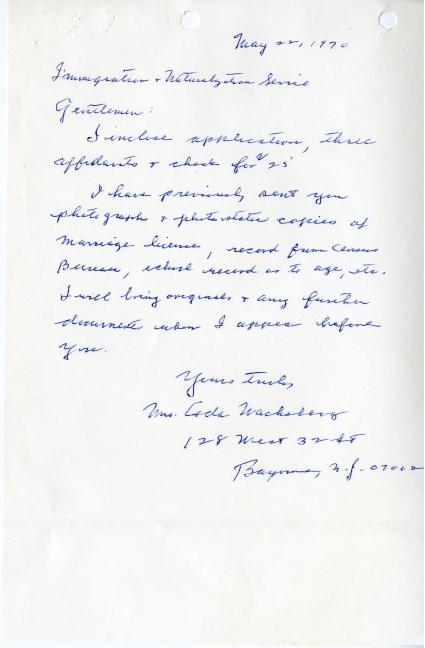 May 22, 1970
Immigration + Naturalization Service
Gentlemen:
I inclose application, three
affidavits + check for $25
I have previously sent you
photographs + photostatic copies of
marriage license, record from Census
Bureau, school record as to age, etc.
I will bring originals + any further
documents when I appear before
you.
Yours truly,
Mrs. Wachsberg
128 West 32 St
Bayonne, N.J. 07002